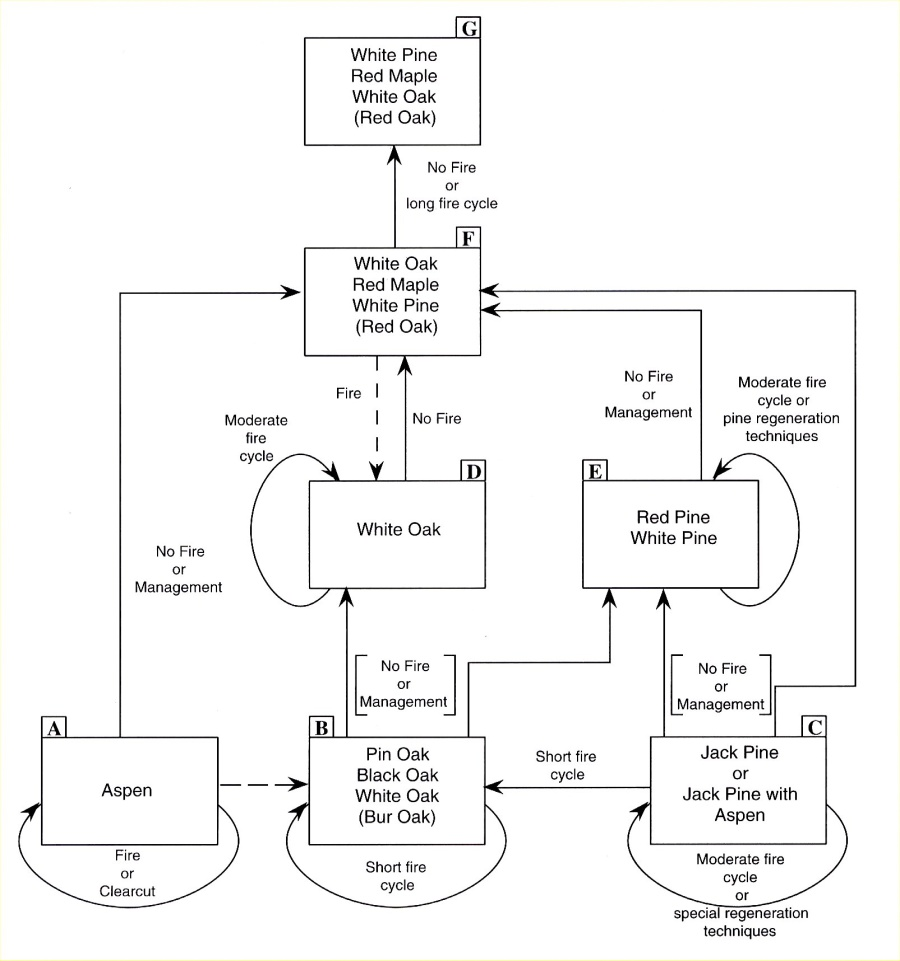 G
White Pine
Red Maple
White Oak
(Red Oak)
No Fire
or
long fire cycle
F
White Oak
Red Maple
White Pine
(Red Oak)
Fire
No Fire
No Fire
or
Management
Moderate fire
cycle or
pine regeneration
techniques
Moderate
fire
cycle
D
White Oak
E
Red Pine
White Pine
No Fire
or
Management
No Fire
or
Management
No Fire
or
Management
A
Aspen
Fire
or
Clearcut
B
Pin Oak
Black Oak
White Oak
(Bur Oak)
Short fire
cycle
Short fire
cycle
C
Jack Pine
or
Jack Pine with
Aspen
Moderate fire
cycle
or
special regeneration
techniques